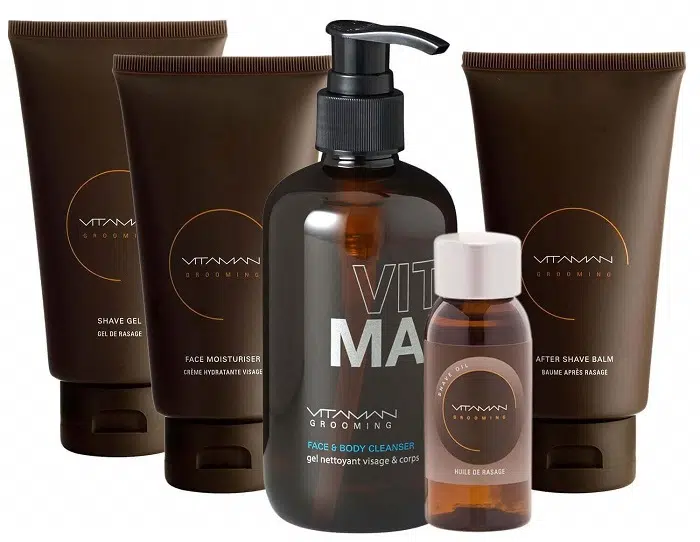 VITAMAN
GROOMING
SHAVE GEL
GEL DE RASAGE
VITAMAN
GROOMING
FACE MOISTURISER
CRÈME HYDRATANTE VISAGE
VIT
MA
VITAMAN
GROOMING
FACE & BODY CLEANSER
gel nettoyant visage & corps
SHAVE OIL
VITAMAN
GROOMING
HUILE DE RASAGE
VITAMAN
GROOMING
AFTER SHAVE BALM
BAUME APRÈS RASAGE